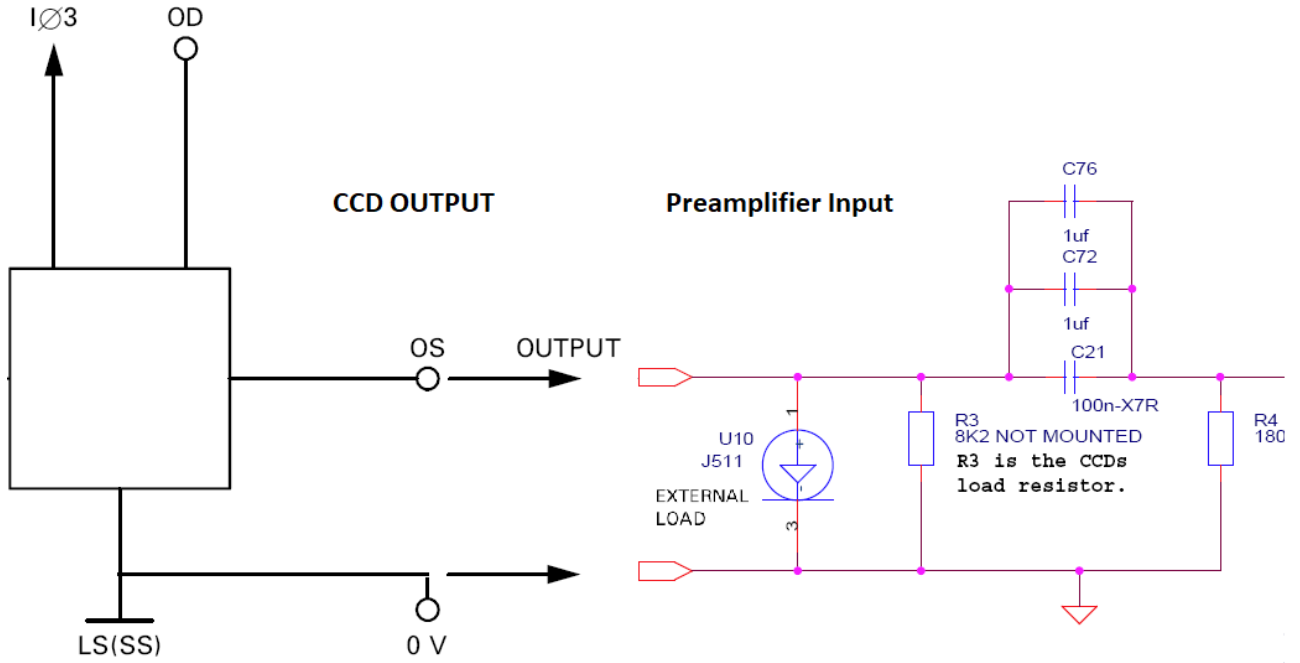 I∅3
OD
CCD OUTPUT
Preamplifier Input
C76
1uf
C72
1uf
C21
100n-X7R
OS
OUTPUT
1
U10
J511
+
-
EXTERNAL
LOAD
3
R3
8K2 NOT MOUNTED
R3 is the CCDs
load resistor.
R4
180
LS(SS)
0 V